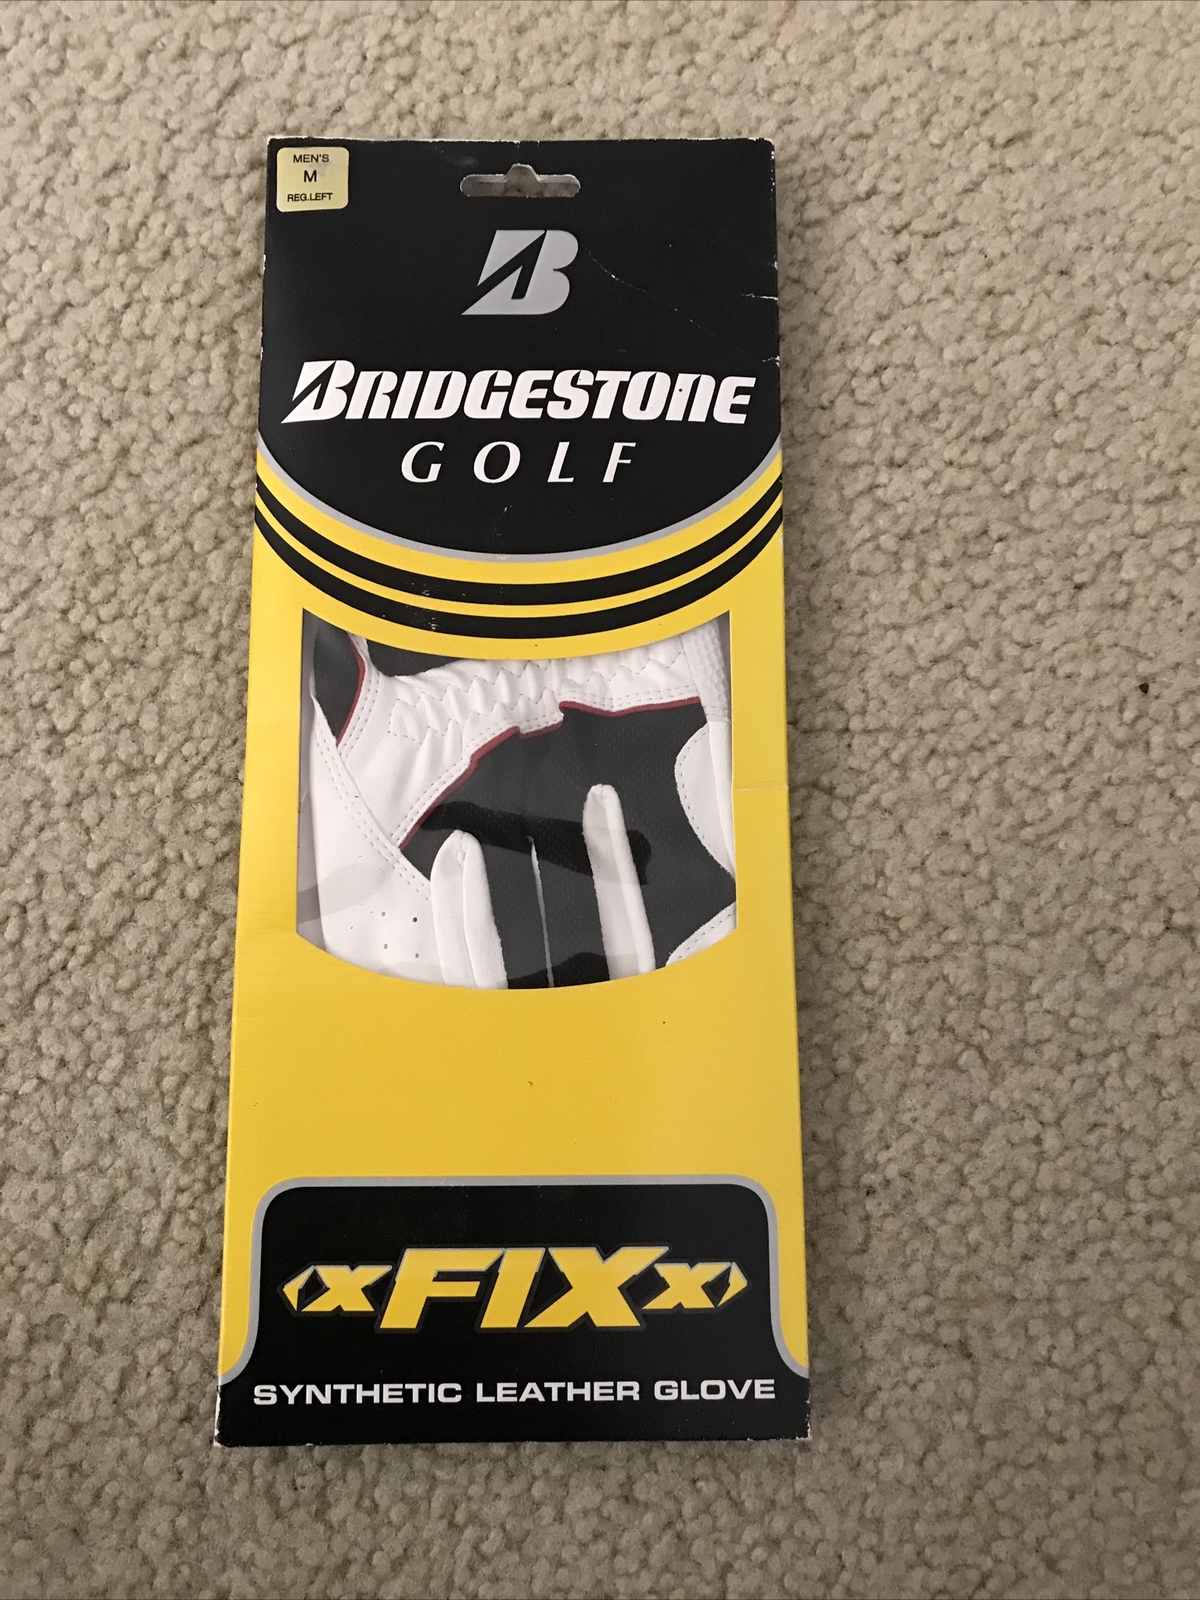 MEN'S
M
REG.LEFT
B
BRIDGESTONE
GOLF
xFIXx
SYNTHETIC LEATHER GLOVE